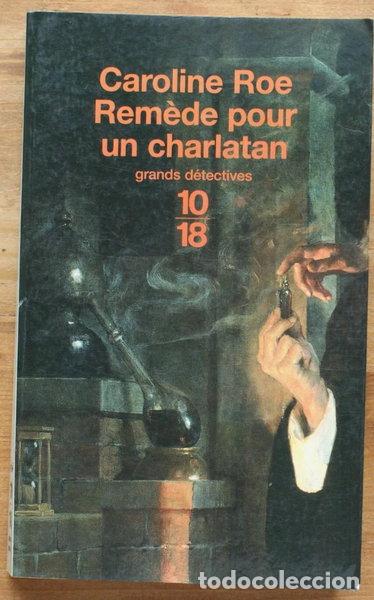 Caroline Roe
Remède pour
un charlatan
grands détectives
10
18
todocoleccion